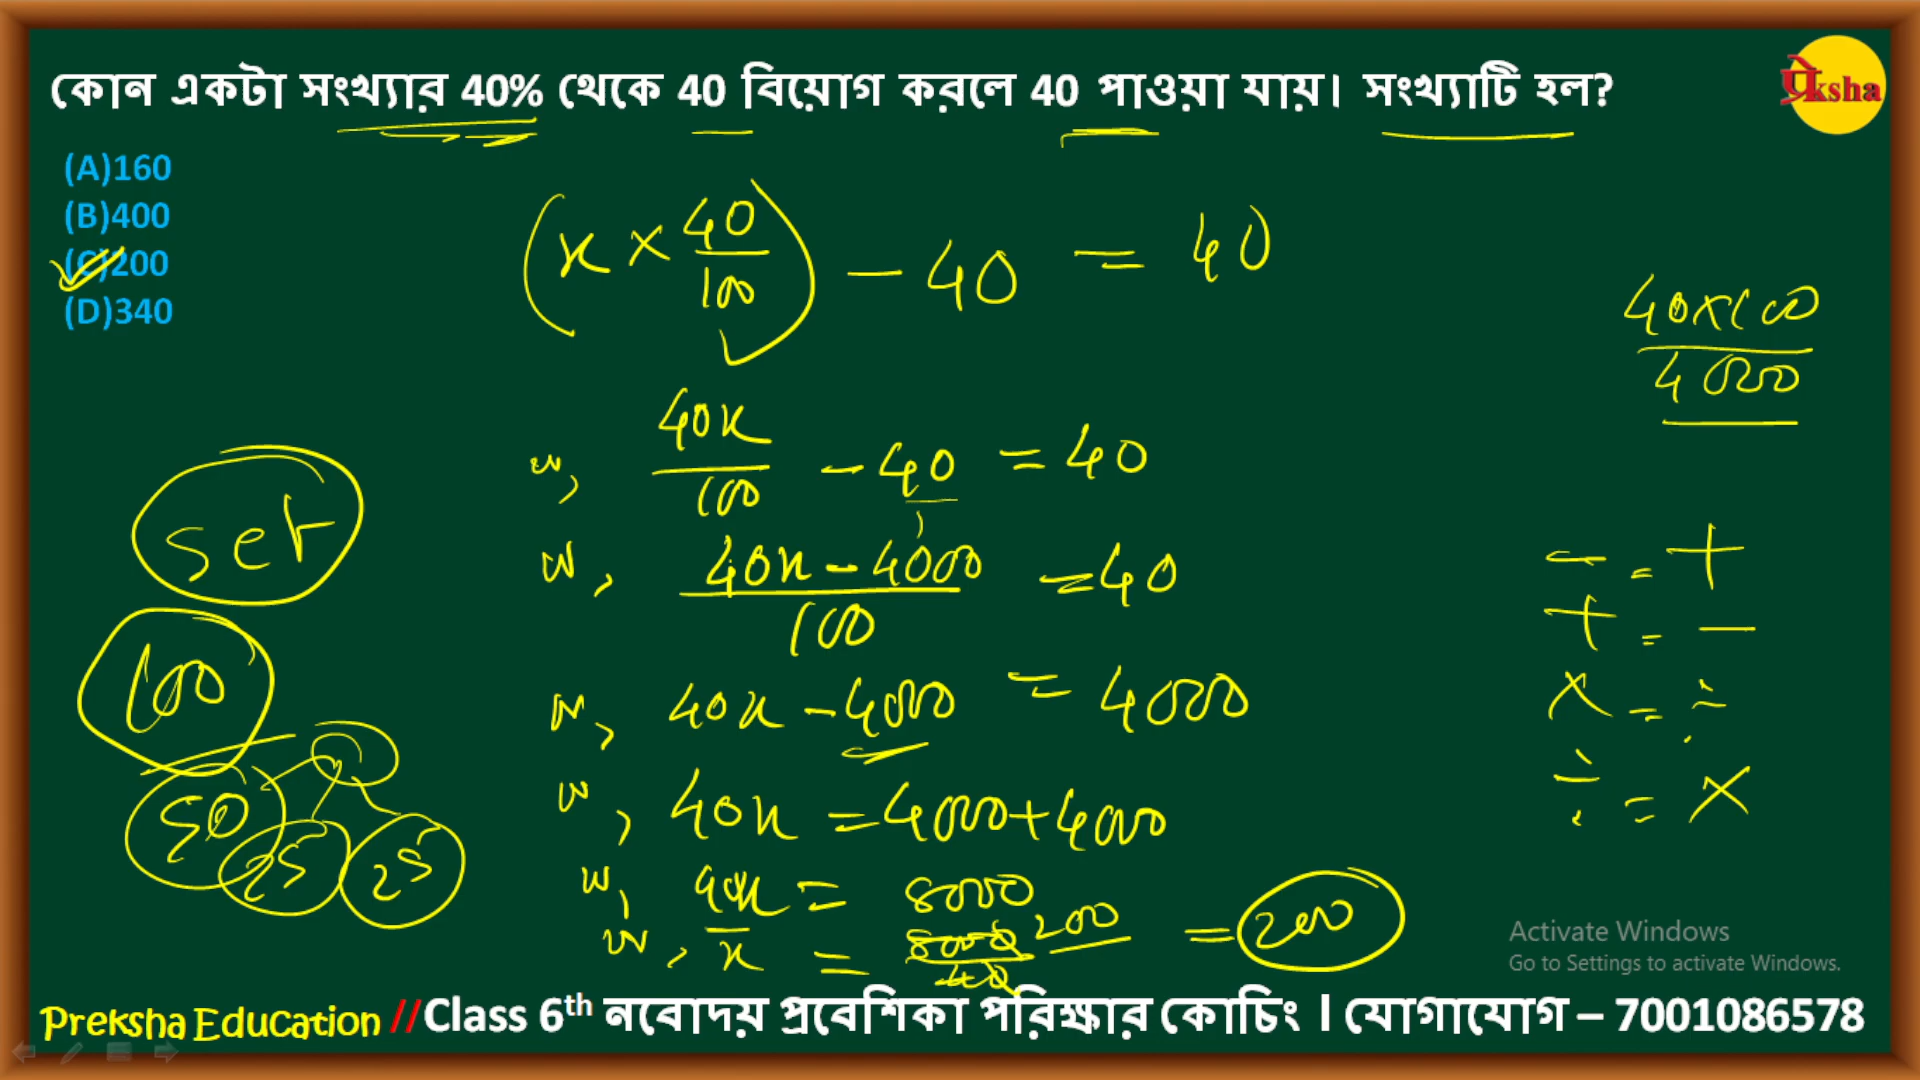 কোন একটা সংখ্যার 40% থেকে 40 বিয়োগ করলে 40 পাওয়া যায়। সংখ্যাটি হল?
प्रेksha
(A)160
(B)400
(C)200
(D)340
(x × 40/100) - 40 = 40
40×100
4000
বা, 40x/100 - 40 = 40
set
বা, 40x - 4000/100 = 40
- = +
+ = -
100
বা, 40x - 4000 = 4000
× = ÷
÷ = ×
50
25 25
বা, 40x = 4000+4000
বা, 40x = 8000
বা, x = 8000/40 200 = 200
Activate Windows
Go to Settings to activate Windows.
Preksha Education //Class 6th নবোদয় প্রবেশিকা পরিক্ষার কোচিং । যোগাযোগ – 7001086578